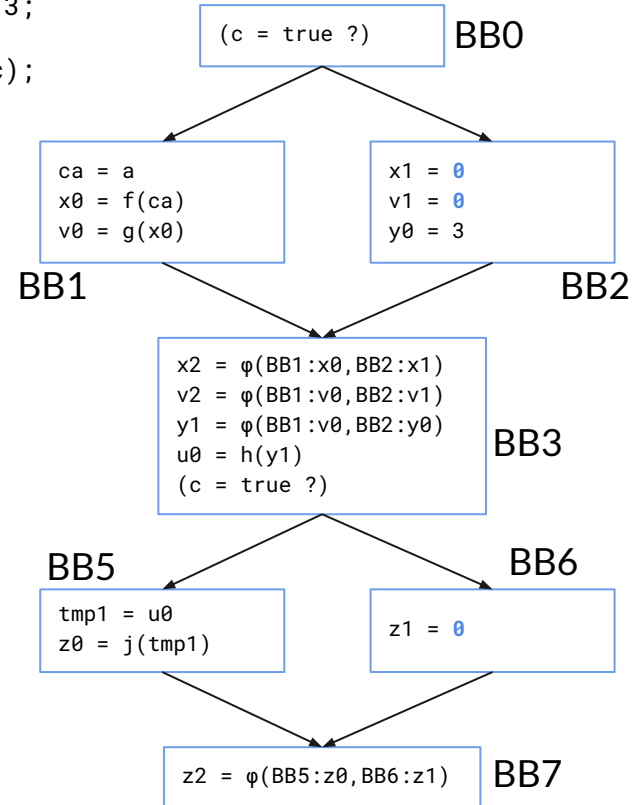 3;
);
(c = true ?)
BB0
ca = a
x0 = f(ca)
v0 = g(x0)
BB1
x1 = 0
v1 = 0
y0 = 3
BB2
x2 = φ(BB1:x0,BB2:x1)
v2 = φ(BB1:v0,BB2:v1)
y1 = φ(BB1:v0,BB2:y0)
u0 = h(y1)
(c = true ?)
BB3
BB5
tmp1 = u0
z0 = j(tmp1)
BB6
z1 = 0
z2 = φ(BB5:z0,BB6:z1)
BB7